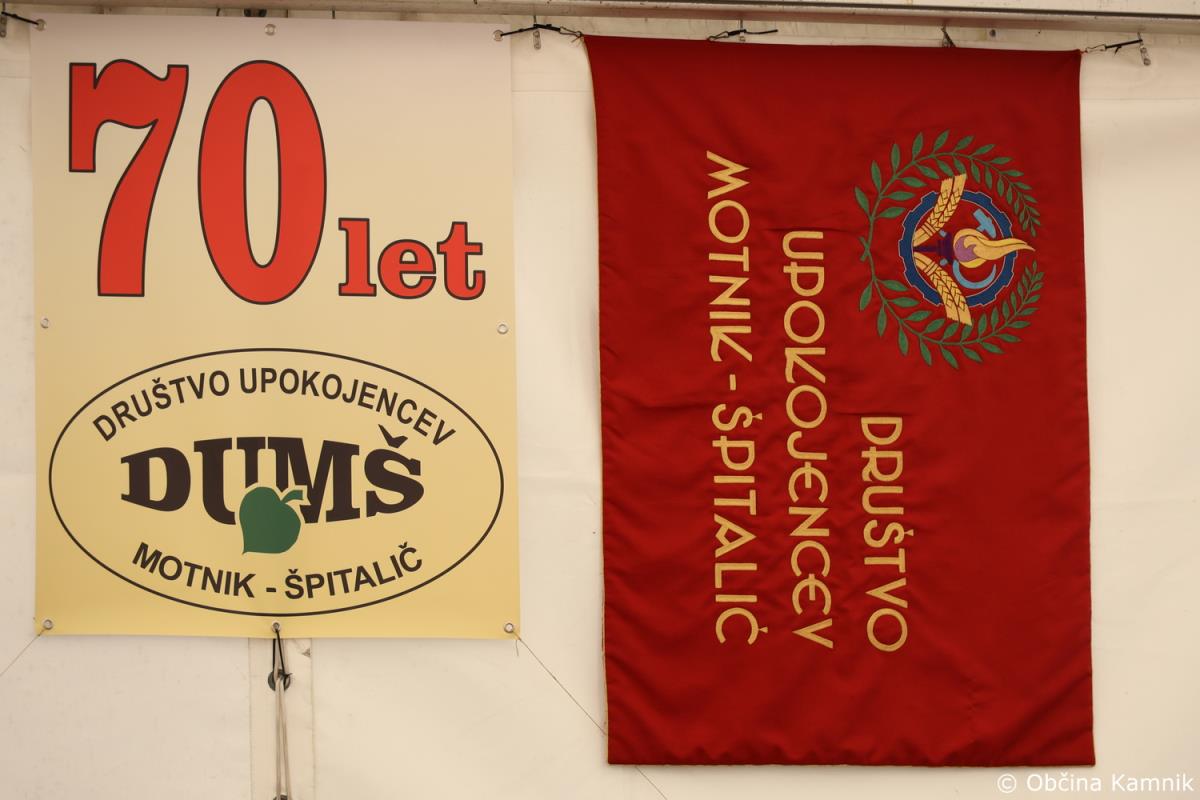 70 let
DRUŠTVO UPOKOJENCEV
DUMŠ
MOTNIK - ŠPITALIČ
DRUŠTVO
UPOKOJENCEV
MOTNIK - ŠPITALIČ
© Občina Kamnik